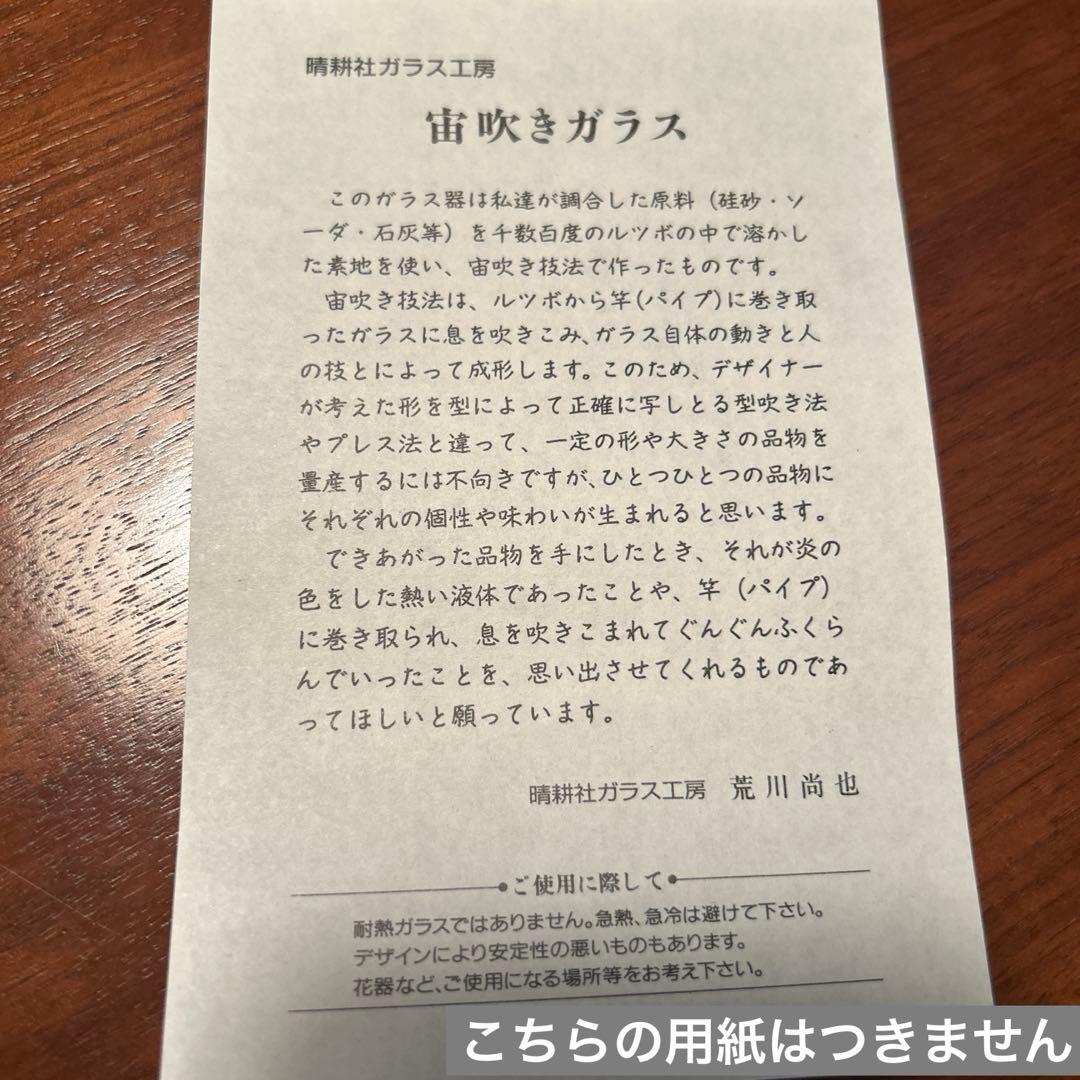 晴耕社ガラス工房
宙吹きガラス
このガラス器は私達が調合した原料（硅砂・ソ
ーダ・石灰等）を千数百度のルツボの中で溶かし
た素地を使い、宙吹き技法で作ったものです。
宙吹き技法は、ルツボから竿(パイプ)に巻き取
ったガラスに息を吹きこみ、ガラス自体の動きと人
の技とによって成形します。このため、デザイナー
が考えた形を型によって正確に写しとる型吹き法
やプレス法と違って、一定の形や大きさの品物を
量産するには不向きですが、ひとつひとつの品物に
それぞれの個性や味わいが生まれると思います。
できあがった品物を手にしたとき、それが炎の
色をした熱い液体であったことや、竿（パイプ）
に巻き取られ、息を吹きこまれてぐんぐんふくら
んでいったことを、思い出させてくれるものであ
ってほしいと願っています。
晴耕社ガラス工房 荒川尚也
ご使用に際して
耐熱ガラスではありません。急熱、急冷は避けて下さい。
デザインにより安定性の悪いものもあります。
花器など、ご使用になる場所等をお考え下さい。
こちらの用紙はつきません